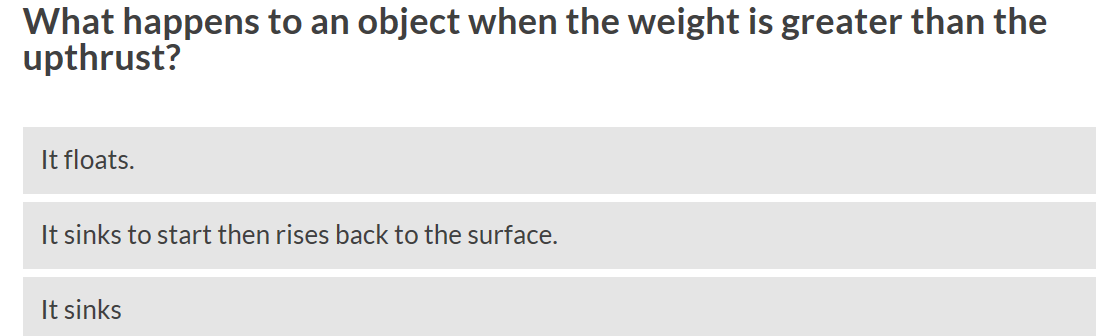 What happens to an object when the weight is greater than the
upthrust?
It floats.
It sinks to start then rises back to the surface.
It sinks